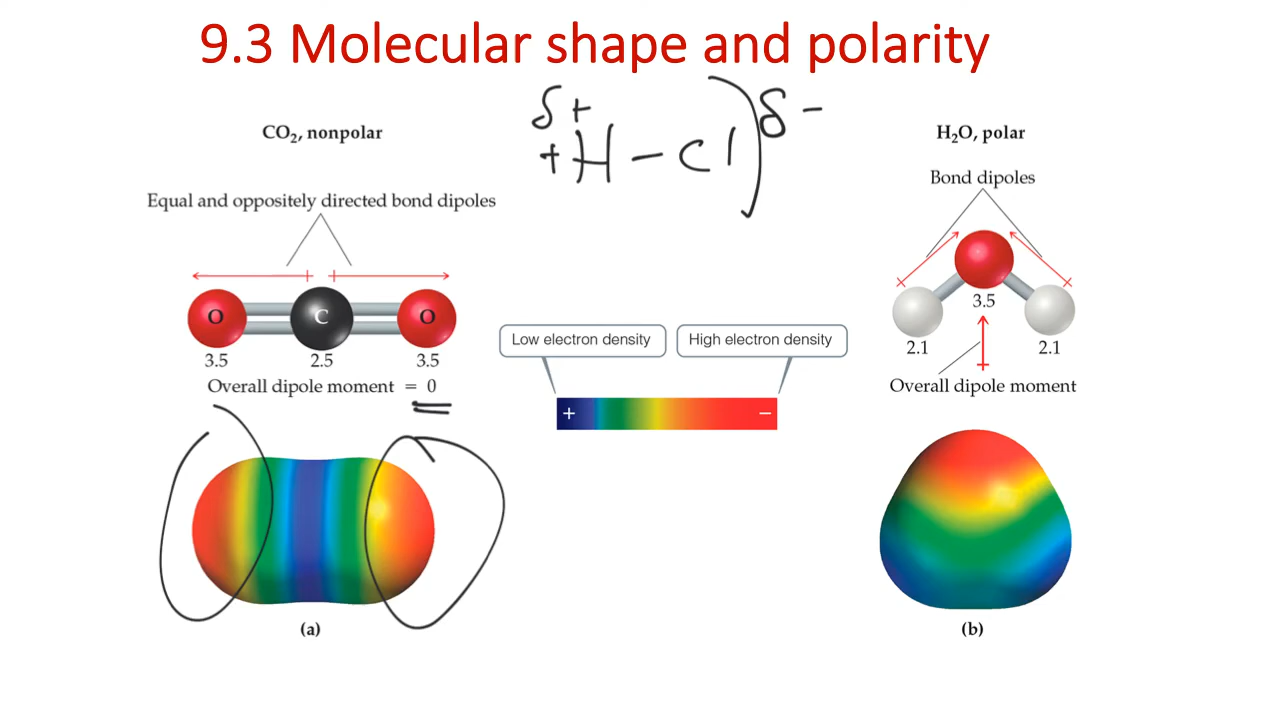 9.3 Molecular shape and polarity
δ+
+H – Cl
δ –
CO₂, nonpolar
Equal and oppositely directed bond dipoles
O
C
O
3.5
2.5
3.5
Overall dipole moment = 0
(a)
Low electron density
High electron density
+
–
H₂O, polar
Bond dipoles
3.5
2.1
2.1
Overall dipole moment
(b)